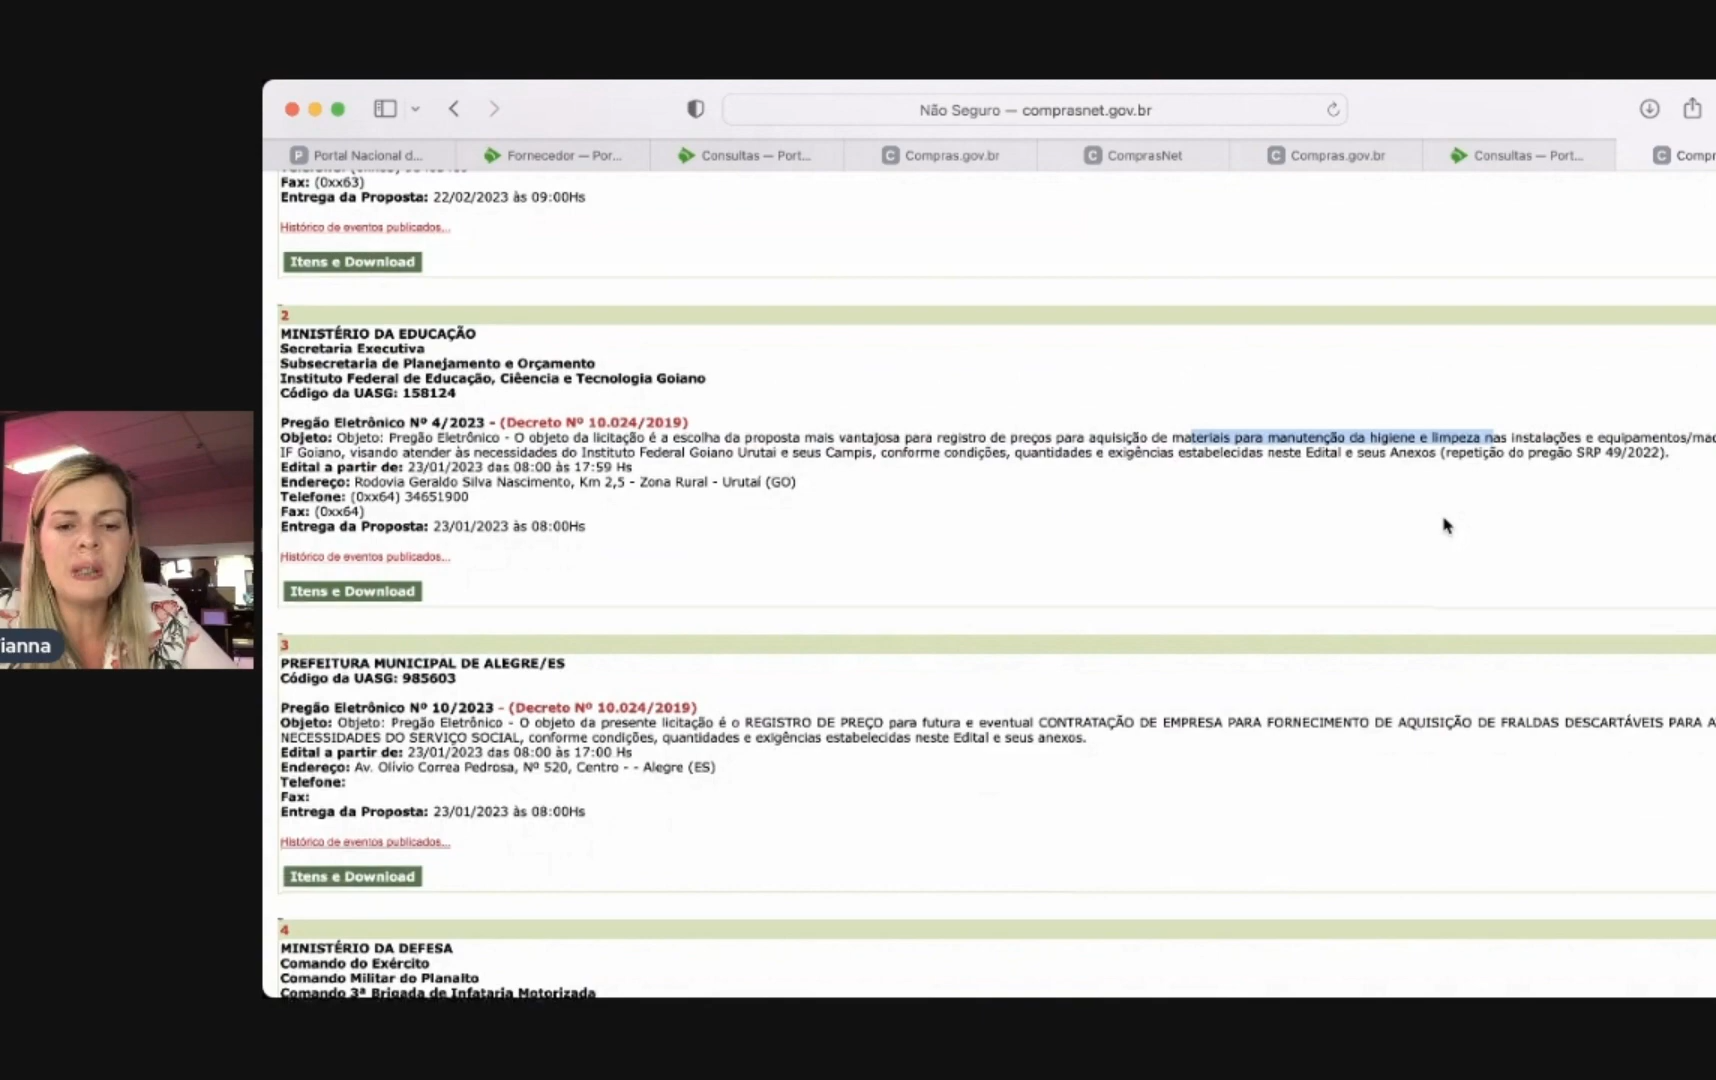 Não Seguro — comprasnet.gov.br
Portal Nacional d...
Fornecedor — Por...
Consultas — Port...
Compras.gov.br
ComprasNet
Compras.gov.br
Consultas — Port...
Compr
Fax: (0xx63)
Entrega da Proposta: 22/02/2023 às 09:00Hs
Histórico de eventos publicados...
Itens e Download
2
MINISTÉRIO DA EDUCAÇÃO
Secretaria Executiva
Subsecretaria de Planejamento e Orçamento
Instituto Federal de Educação, Ciêencia e Tecnologia Goiano
Código da UASG: 158124
Pregão Eletrônico Nº 4/2023 - (Decreto Nº 10.024/2019)
Objeto: Objeto: Pregão Eletrônico - O objeto da licitação é a escolha da proposta mais vantajosa para registro de preços para aquisição de materiais para manutenção da higiene e limpeza nas instalações e equipamentos/mac
IF Goiano, visando atender às necessidades do Instituto Federal Goiano Urutai e seus Campis, conforme condições, quantidades e exigências estabelecidas neste Edital e seus Anexos (repetição do pregão SRP 49/2022).
Edital a partir de: 23/01/2023 das 08:00 às 17:59 Hs
Endereço: Rodovia Geraldo Silva Nascimento, Km 2,5 - Zona Rural - Urutaí (GO)
Telefone: (0xx64) 34651900
Fax: (0xx64)
Entrega da Proposta: 23/01/2023 às 08:00Hs
Histórico de eventos publicados...
Itens e Download
ianna
3
PREFEITURA MUNICIPAL DE ALEGRE/ES
Código da UASG: 985603
Pregão Eletrônico Nº 10/2023 - (Decreto Nº 10.024/2019)
Objeto: Objeto: Pregão Eletrônico - O objeto da presente licitação é o REGISTRO DE PREÇO para futura e eventual CONTRATAÇÃO DE EMPRESA PARA FORNECIMENTO DE AQUISIÇÃO DE FRALDAS DESCARTÁVEIS PARA A
NECESSIDADES DO SERVIÇO SOCIAL, conforme condições, quantidades e exigências estabelecidas neste Edital e seus anexos.
Edital a partir de: 23/01/2023 das 08:00 às 17:00 Hs
Endereço: Av. Olívio Correa Pedrosa, Nº 520, Centro - - Alegre (ES)
Telefone:
Fax:
Entrega da Proposta: 23/01/2023 às 08:00Hs
Histórico de eventos publicados...
Itens e Download
4
MINISTÉRIO DA DEFESA
Comando do Exército
Comando Militar do Planalto
Comando 3ª Brigada de Infataria Motorizada